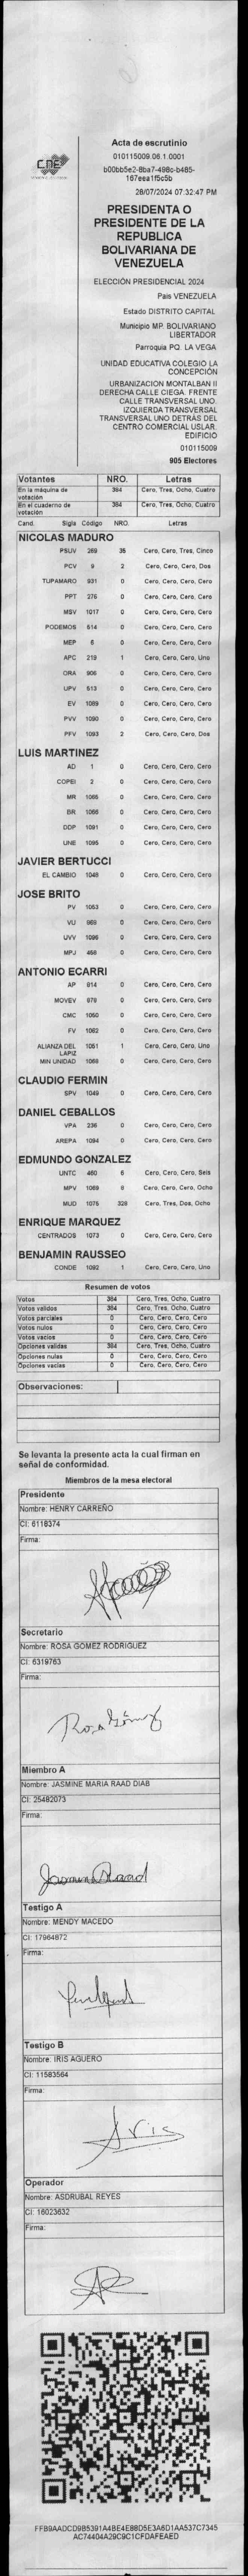 CNE
Acta de escrutinio
010115009.06.1.0001
b00bb5e2-8ba7-498c-b485-
167eea1f5c5b
28/07/2024 07:32:47 PM
PRESIDENTA O
PRESIDENTE DE LA
REPUBLICA
BOLIVARIANA DE
VENEZUELA
ELECCIÓN PRESIDENCIAL 2024
Pais VENEZUELA
Estado DISTRITO CAPITAL
Municipio MP. BOLIVARIANO
LIBERTADOR
Parroquia PQ. LA VEGA
UNIDAD EDUCATIVA COLEGIO LA
CONCEPCIÓN
URBANIZACION MONTALBAN II
DERECHA CALLE CIEGA. FRENTE
CALLE TRANSVERSAL UNO.
IZQUIERDA TRANSVERSAL
TRANSVERSAL UNO DETRÁS DEL
CENTRO COMERCIAL USLAR.
EDIFICIO
010115009
905 Electores
Votantes NRO. Letras
En la máquina de votación 384 Cero, Tres, Ocho, Cuatro
En el cuaderno de votación 384 Cero, Tres, Ocho, Cuatro
Cand. Sigla Código NRO. Letras
NICOLAS MADURO
PSUV 269 35 Cero, Cero, Tres, Cinco
PCV 9 2 Cero, Cero, Cero, Dos
TUPAMARO 931 0 Cero, Cero, Cero, Cero
PPT 276 0 Cero, Cero, Cero, Cero
MSV 1017 0 Cero, Cero, Cero, Cero
PODEMOS 514 0 Cero, Cero, Cero, Cero
MEP 6 0 Cero, Cero, Cero, Cero
APC 219 1 Cero, Cero, Cero, Uno
ORA 906 0 Cero, Cero, Cero, Cero
UPV 513 0 Cero, Cero, Cero, Cero
EV 1089 0 Cero, Cero, Cero, Cero
PVV 1090 0 Cero, Cero, Cero, Cero
PFV 1093 2 Cero, Cero, Cero, Dos
LUIS MARTINEZ
AD 1 0 Cero, Cero, Cero, Cero
COPEI 2 0 Cero, Cero, Cero, Cero
MR 1065 0 Cero, Cero, Cero, Cero
BR 1066 0 Cero, Cero, Cero, Cero
DDP 1091 0 Cero, Cero, Cero, Cero
UNE 1095 0 Cero, Cero, Cero, Cero
JAVIER BERTUCCI
EL CAMBIO 1048 0 Cero, Cero, Cero, Cero
JOSE BRITO
PV 1053 0 Cero, Cero, Cero, Cero
VU 969 0 Cero, Cero, Cero, Cero
UVV 1096 0 Cero, Cero, Cero, Cero
MPJ 458 0 Cero, Cero, Cero, Cero
ANTONIO ECARRI
AP 814 0 Cero, Cero, Cero, Cero
MOVEV 979 0 Cero, Cero, Cero, Cero
CMC 1050 0 Cero, Cero, Cero, Cero
FV 1062 0 Cero, Cero, Cero, Cero
ALIANZA DEL LAPIZ 1051 1 Cero, Cero, Cero, Uno
MIN UNIDAD 1068 0 Cero, Cero, Cero, Cero
CLAUDIO FERMIN
SPV 1049 0 Cero, Cero, Cero, Cero
DANIEL CEBALLOS
VPA 236 0 Cero, Cero, Cero, Cero
AREPA 1094 0 Cero, Cero, Cero, Cero
EDMUNDO GONZALEZ
UNTC 460 6 Cero, Cero, Cero, Seis
MPV 1069 8 Cero, Cero, Cero, Ocho
MUD 1075 328 Cero, Tres, Dos, Ocho
ENRIQUE MARQUEZ
CENTRADOS 1073 0 Cero, Cero, Cero, Cero
BENJAMIN RAUSSEO
CONDE 1092 1 Cero, Cero, Cero, Uno
Resumen de votos
Votos 384 Cero, Tres, Ocho, Cuatro
Votos validos 384 Cero, Tres, Ocho, Cuatro
Votos parciales 0 Cero, Cero, Cero, Cero
Votos nulos 0 Cero, Cero, Cero, Cero
Votos vacios 0 Cero, Cero, Cero, Cero
Opciones validas 384 Cero, Tres, Ocho, Cuatro
Opciones nulas 0 Cero, Cero, Cero, Cero
Opciones vacias 0 Cero, Cero, Cero, Cero
Observaciones:
Se levanta la presente acta la cual firman en
señal de conformidad.
Miembros de la mesa electoral
Presidente
Nombre: HENRY CARREÑO
CI: 6118374
Firma:
Secretario
Nombre: ROSA GOMEZ RODRIGUEZ
CI: 6319763
Firma:
Rosa Gómez
Miembro A
Nombre: JASMINE MARIA RAAD DIAB
CI: 25482073
Firma:
Jasmine Raad
Testigo A
Nombre: MENDY MACEDO
CI: 17964872
Firma:
Testigo B
Nombre: IRIS AGUERO
CI: 11583564
Firma:
Iris
Operador
Nombre: ASDRUBAL REYES
CI: 16023632
Firma:
FFB9AADCD9B5391A4BE4E88D5E3A6D1AA537C7345
AC74404A29C9C1CFDAFEAED